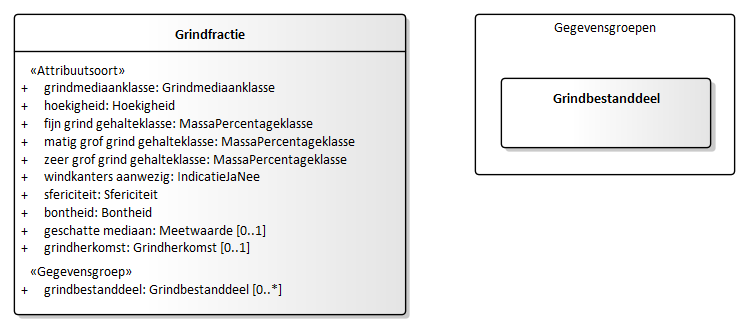 Grindfractie
«Attribuutsoort»
+ grindmediaanklasse: Grindmediaanklasse
+ hoekigheid: Hoekigheid
+ fijn grind gehalteklasse: MassaPercentageklasse
+ matig grof grind gehalteklasse: MassaPercentageklasse
+ zeer grof grind gehalteklasse: MassaPercentageklasse
+ windkanters aanwezig: IndicatieJaNee
+ sfericiteit: Sfericiteit
+ bontheid: Bontheid
+ geschatte mediaan: Meetwaarde [0..1]
+ grindherkomst: Grindherkomst [0..1]
«Gegevensgroep»
+ grindbestanddeel: Grindbestanddeel [0..*]
Gegevensgroepen
Grindbestanddeel